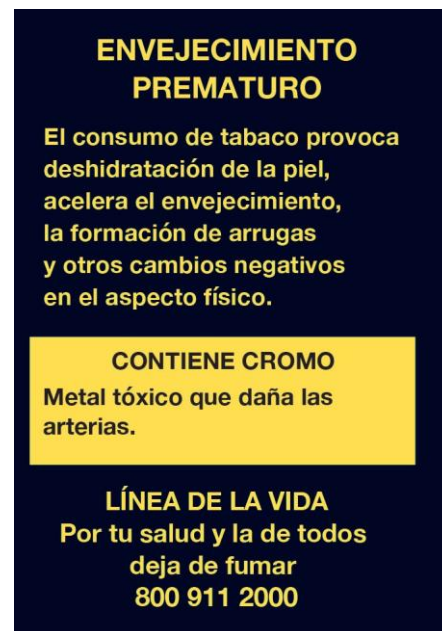 ENVEJECIMIENTO
PREMATURO
El consumo de tabaco provoca
deshidratación de la piel,
acelera el envejecimiento,
la formación de arrugas
y otros cambios negativos
en el aspecto físico.
CONTIENE CROMO
Metal tóxico que daña las
arterias.
LÍNEA DE LA VIDA
Por tu salud y la de todos
deja de fumar
800 911 2000